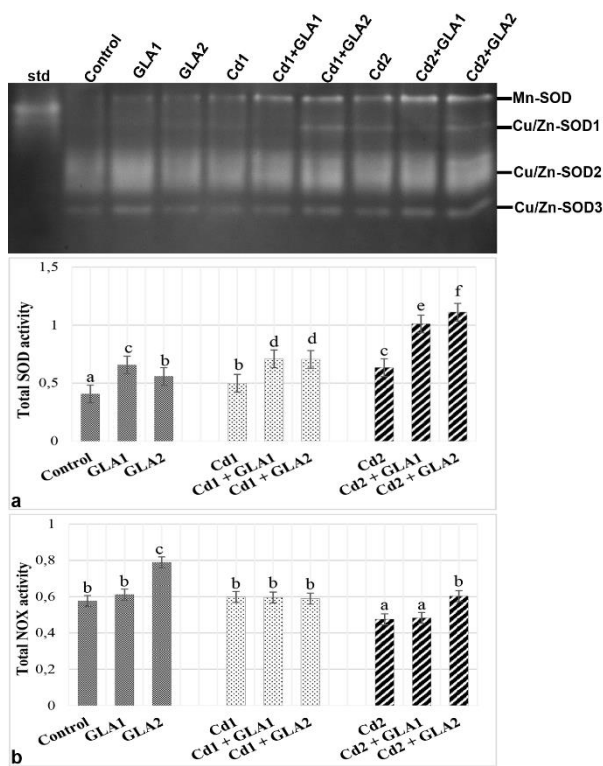 std Control GLA1 GLA2 Cd1 Cd1+GLA1 Cd1+GLA2 Cd2 Cd2+GLA1 Cd2+GLA2
Mn-SOD
Cu/Zn-SOD1
Cu/Zn-SOD2
Cu/Zn-SOD3
Total SOD activity
1,5
1
0,5
0
a c b b d d c e f
Control GLA1 GLA2 Cd1 Cd1 + GLA1 Cd1 + GLA2 Cd2 Cd2 + GLA1 Cd2 + GLA2
a
Total NOX activity
1
0,8
0,6
0,4
0,2
0
b b c b b b a a b
Control GLA1 GLA2 Cd1 Cd1 + GLA1 Cd1 + GLA2 Cd2 Cd2 + GLA1 Cd2 + GLA2
b